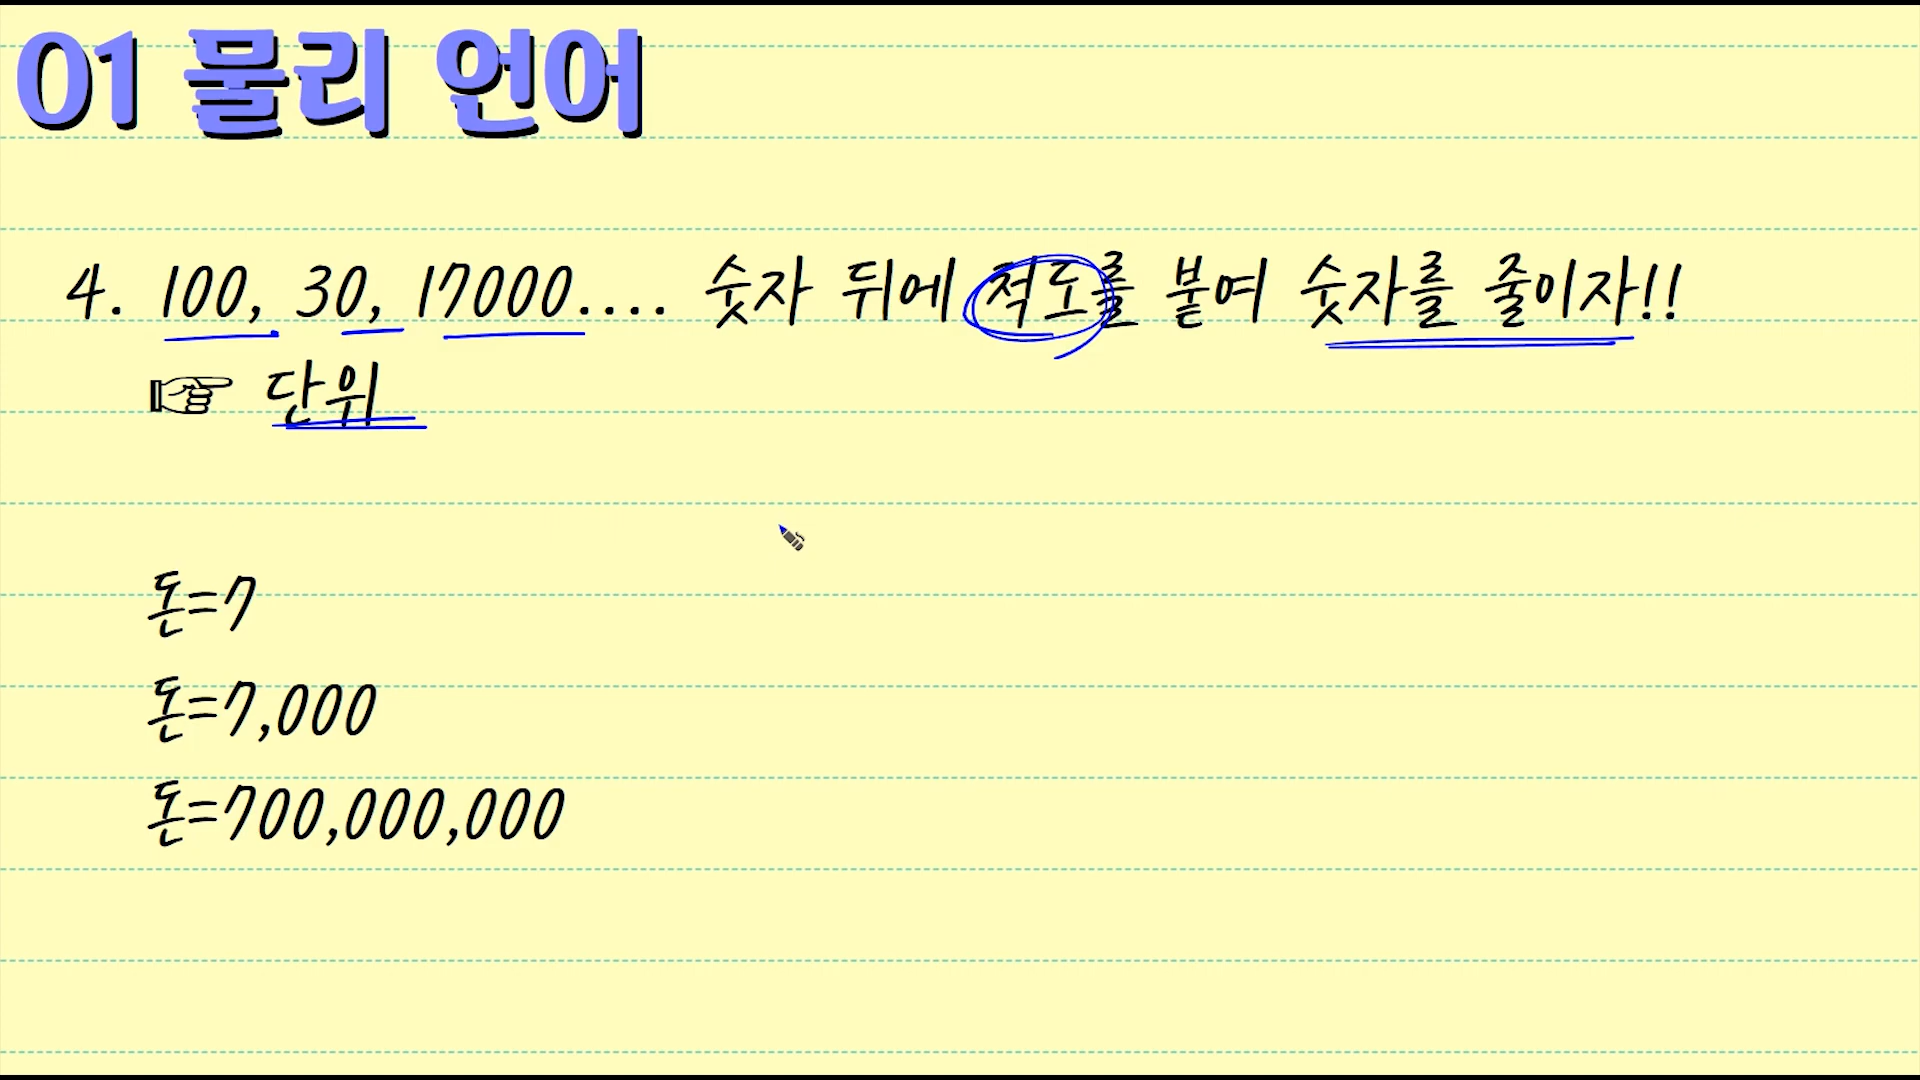 01 물리 언어
4. 100, 30, 17000.... 숫자 뒤에 척도를 붙여 숫자를 줄이자!!
☞ 단위
돈=7
돈=7,000
돈=700,000,000